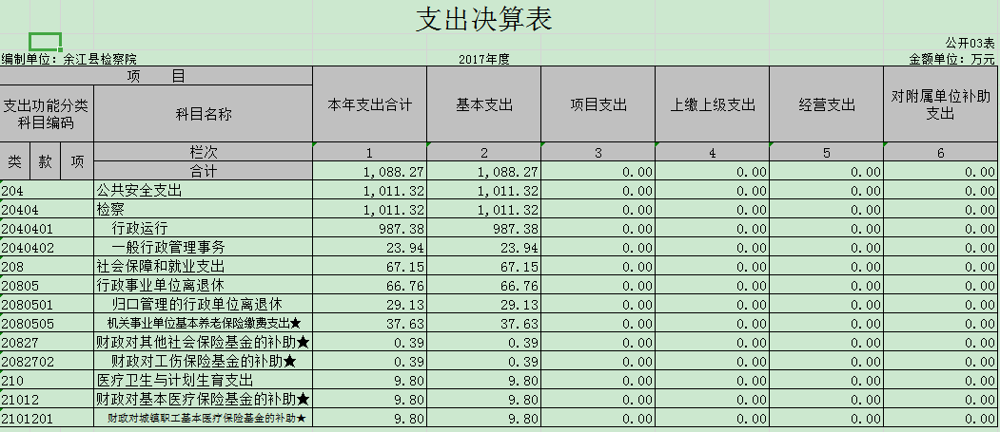 支出决算表
公开03表
编制单位：余江县检察院 2017年度 金额单位：万元
项 目 本年支出合计 基本支出 项目支出 上缴上级支出 经营支出 对附属单位补助支出
支出功能分类科目编码 科目名称
类 款 项 栏次 1 2 3 4 5 6
合计 1,088.27 1,088.27 0.00 0.00 0.00 0.00
204 公共安全支出 1,011.32 1,011.32 0.00 0.00 0.00 0.00
20404 检察 1,011.32 1,011.32 0.00 0.00 0.00 0.00
2040401 行政运行 987.38 987.38 0.00 0.00 0.00 0.00
2040402 一般行政管理事务 23.94 23.94 0.00 0.00 0.00 0.00
208 社会保障和就业支出 67.15 67.15 0.00 0.00 0.00 0.00
20805 行政事业单位离退休 66.76 66.76 0.00 0.00 0.00 0.00
2080501 归口管理的行政单位离退休 29.13 29.13 0.00 0.00 0.00 0.00
2080505 机关事业单位基本养老保险缴费支出★ 37.63 37.63 0.00 0.00 0.00 0.00
20827 财政对其他社会保险基金的补助★ 0.39 0.39 0.00 0.00 0.00 0.00
2082702 财政对工伤保险基金的补助★ 0.39 0.39 0.00 0.00 0.00 0.00
210 医疗卫生与计划生育支出 9.80 9.80 0.00 0.00 0.00 0.00
21012 财政对基本医疗保险基金的补助★ 9.80 9.80 0.00 0.00 0.00 0.00
2101201 财政对城镇职工基本医疗保险基金的补助★ 9.80 9.80 0.00 0.00 0.00 0.00